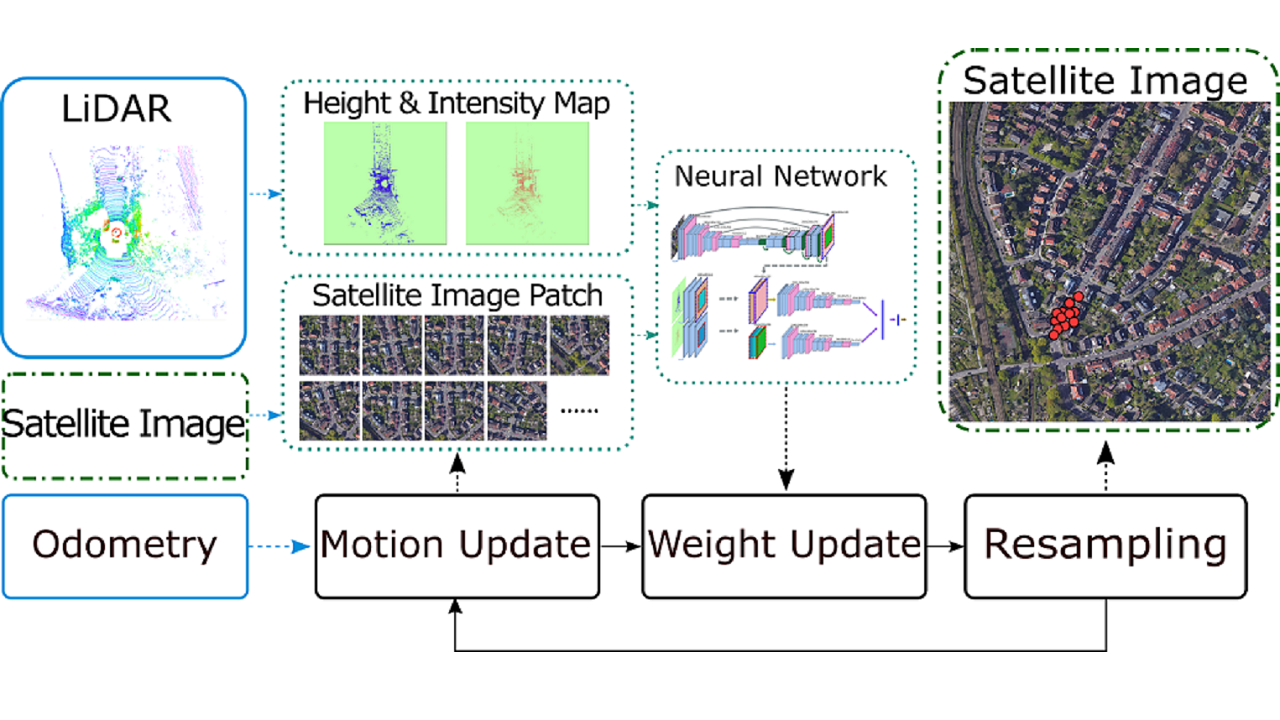 LiDAR
Height & Intensity Map
Satellite Image Patch
......
Satellite Image
Odometry
Neural Network
Satellite Image
Motion Update
Weight Update
Resampling